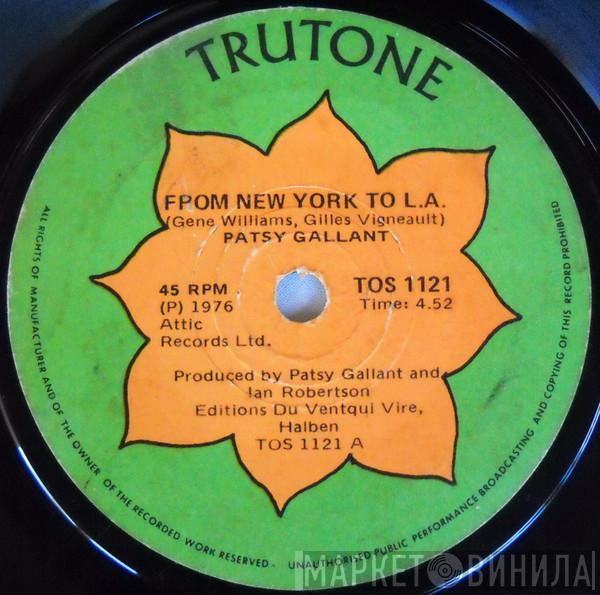 TRUTONE
FPOM NEW YORK TO L.A.
(Gene Williams, Gilles Vigneault)
PATSY GALLANT
45 RPM
TOS 1121
(P) 1976
Time: 4.52
Attic
Records Ltd.
Produced by Patsy Gallant and
Ian Robertson
Editions Du Ventqui Vire,
Halben
TOS 1121 A
ALL RIGHTS OF MANUFACTURER AND OF THE OWNER OF THE RECORDED WORK RESERVED - UNAUTHORISED PUBLIC PERFORMANCE BROADCASTING AND COPYING OF THIS RECORD PROHIBITED
МАРКЕТ ВИНИЛА